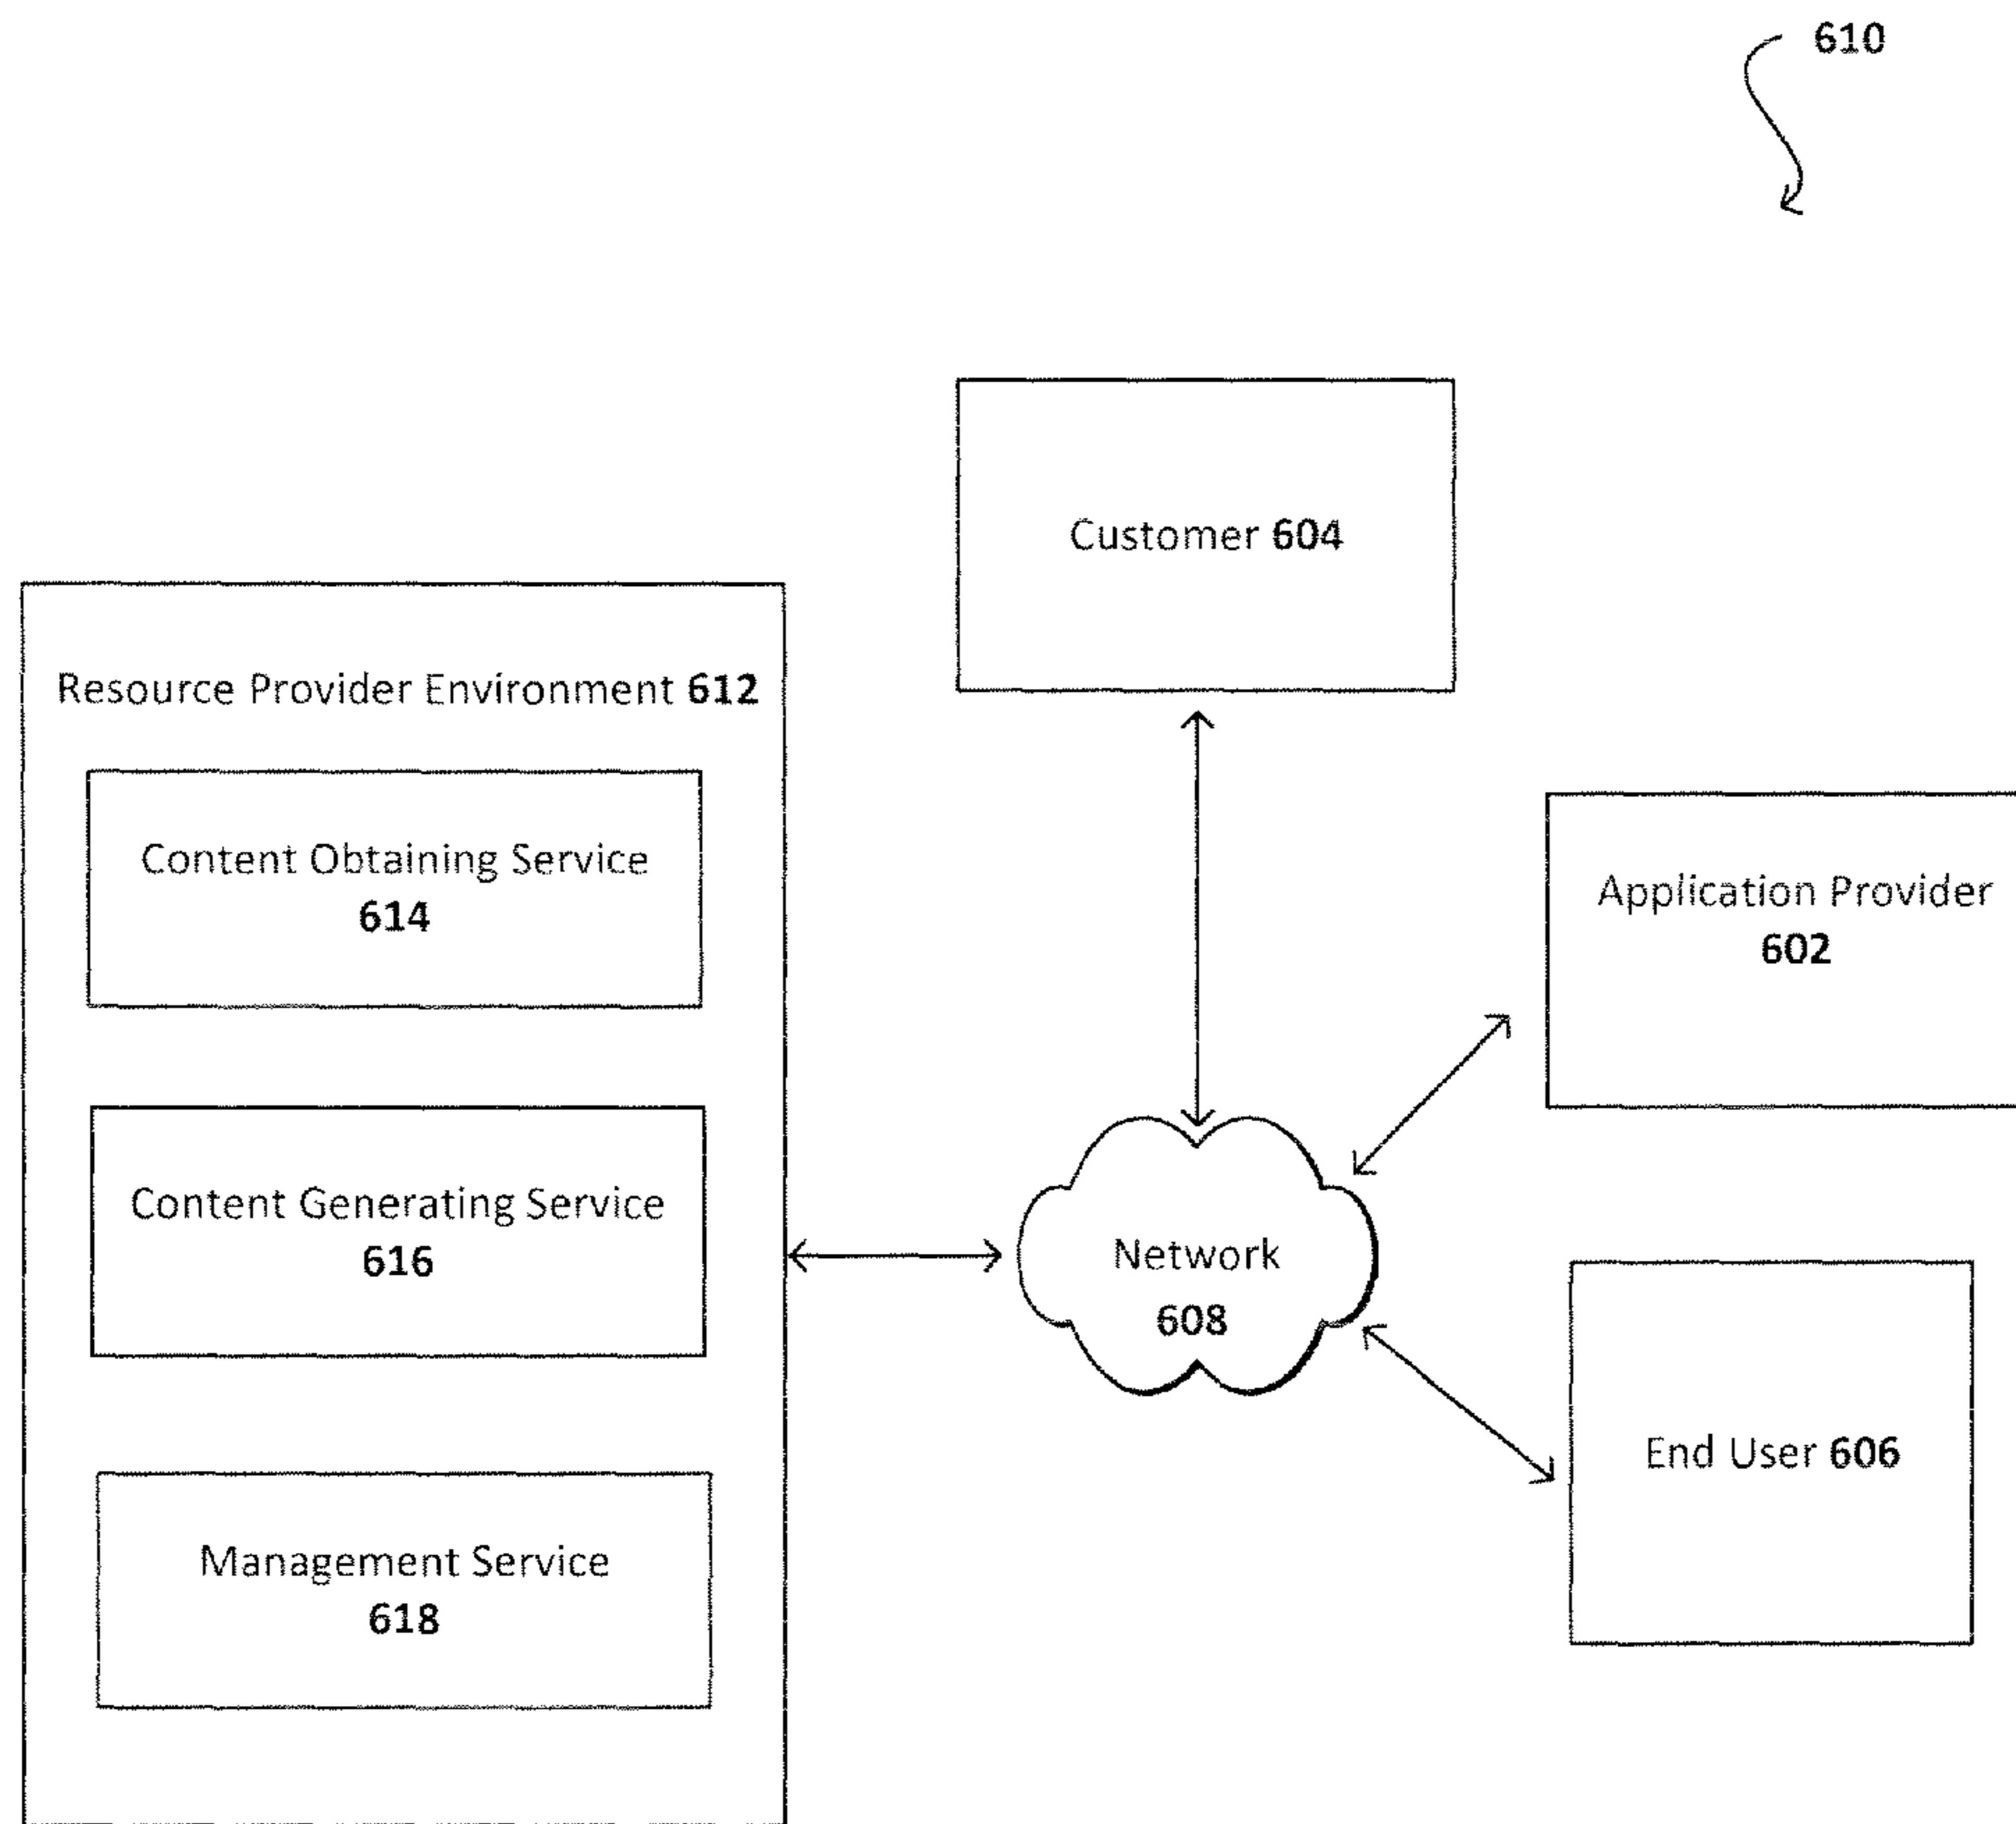 610
Customer 604
Resource Provider Environment 612
Content Obtaining Service
614
Application Provider
602
Content Generating Service
616
Network
608
End User 606
Management Service
618